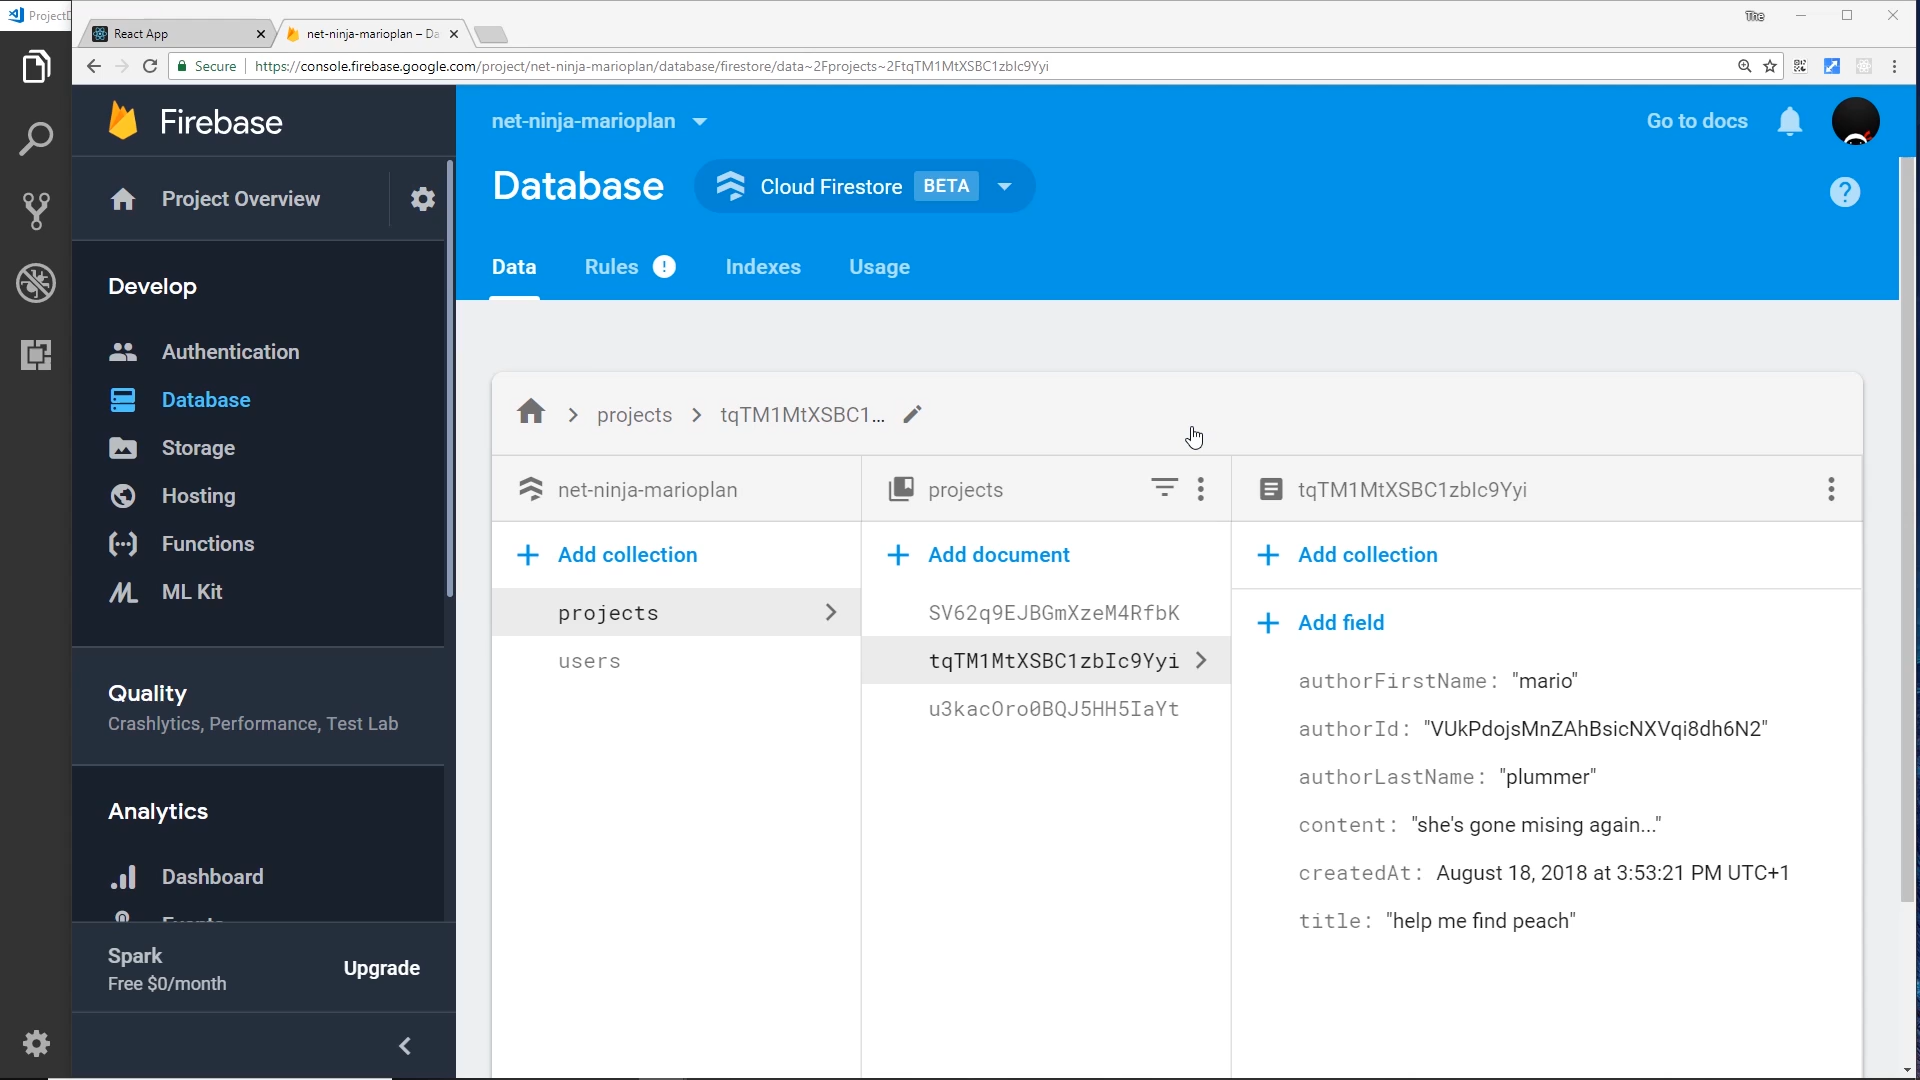 ProjectD
React App
net-ninja-marioplan – Da
The
Secure
https://console.firebase.google.com/project/net-ninja-marioplan/database/firestore/data~2Fprojects~2FtqTM1MtXSBC1zbIc9Yyi
Firebase
net-ninja-marioplan
Go to docs
Project Overview
Database
Cloud Firestore
BETA
Data
Rules
Indexes
Usage
Develop
Authentication
Database
Storage
Hosting
Functions
ML Kit
Quality
Crashlytics, Performance, Test Lab
Analytics
Dashboard
Events
Spark
Free $0/month
Upgrade
projects
tqTM1MtXSBC1...
net-ninja-marioplan
projects
tqTM1MtXSBC1zbIc9Yyi
+ Add collection
+ Add document
+ Add collection
projects
users
SV62q9EJBGmXzeM4RfbK
tqTM1MtXSBC1zbIc9Yyi
u3kacOro0BQJ5HH5IaYt
+ Add field
authorFirstName: "mario"
authorId: "VUkPdojsMnZAhBsicNXVqi8dh6N2"
authorLastName: "plummer"
content: "she's gone mising again..."
createdAt: August 18, 2018 at 3:53:21 PM UTC+1
title: "help me find peach"